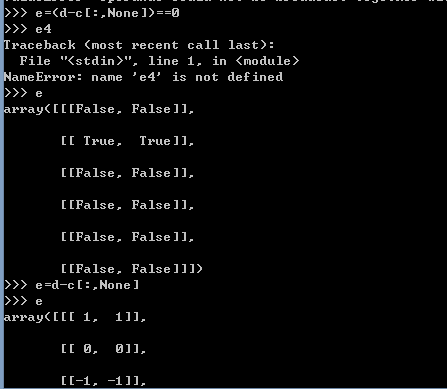 >>> e=(d-c[:,None])==0
>>> e4
Traceback (most recent call last):
  File "<stdin>", line 1, in <module>
NameError: name 'e4' is not defined
>>> e
array([[[False, False]],
       [[ True,  True]],
       [[False, False]],
       [[False, False]],
       [[False, False]],
       [[False, False]]])
>>> e=d-c[:,None]
>>> e
array([[[ 1,  1]],
       [[ 0,  0]],
       [[-1, -1]],